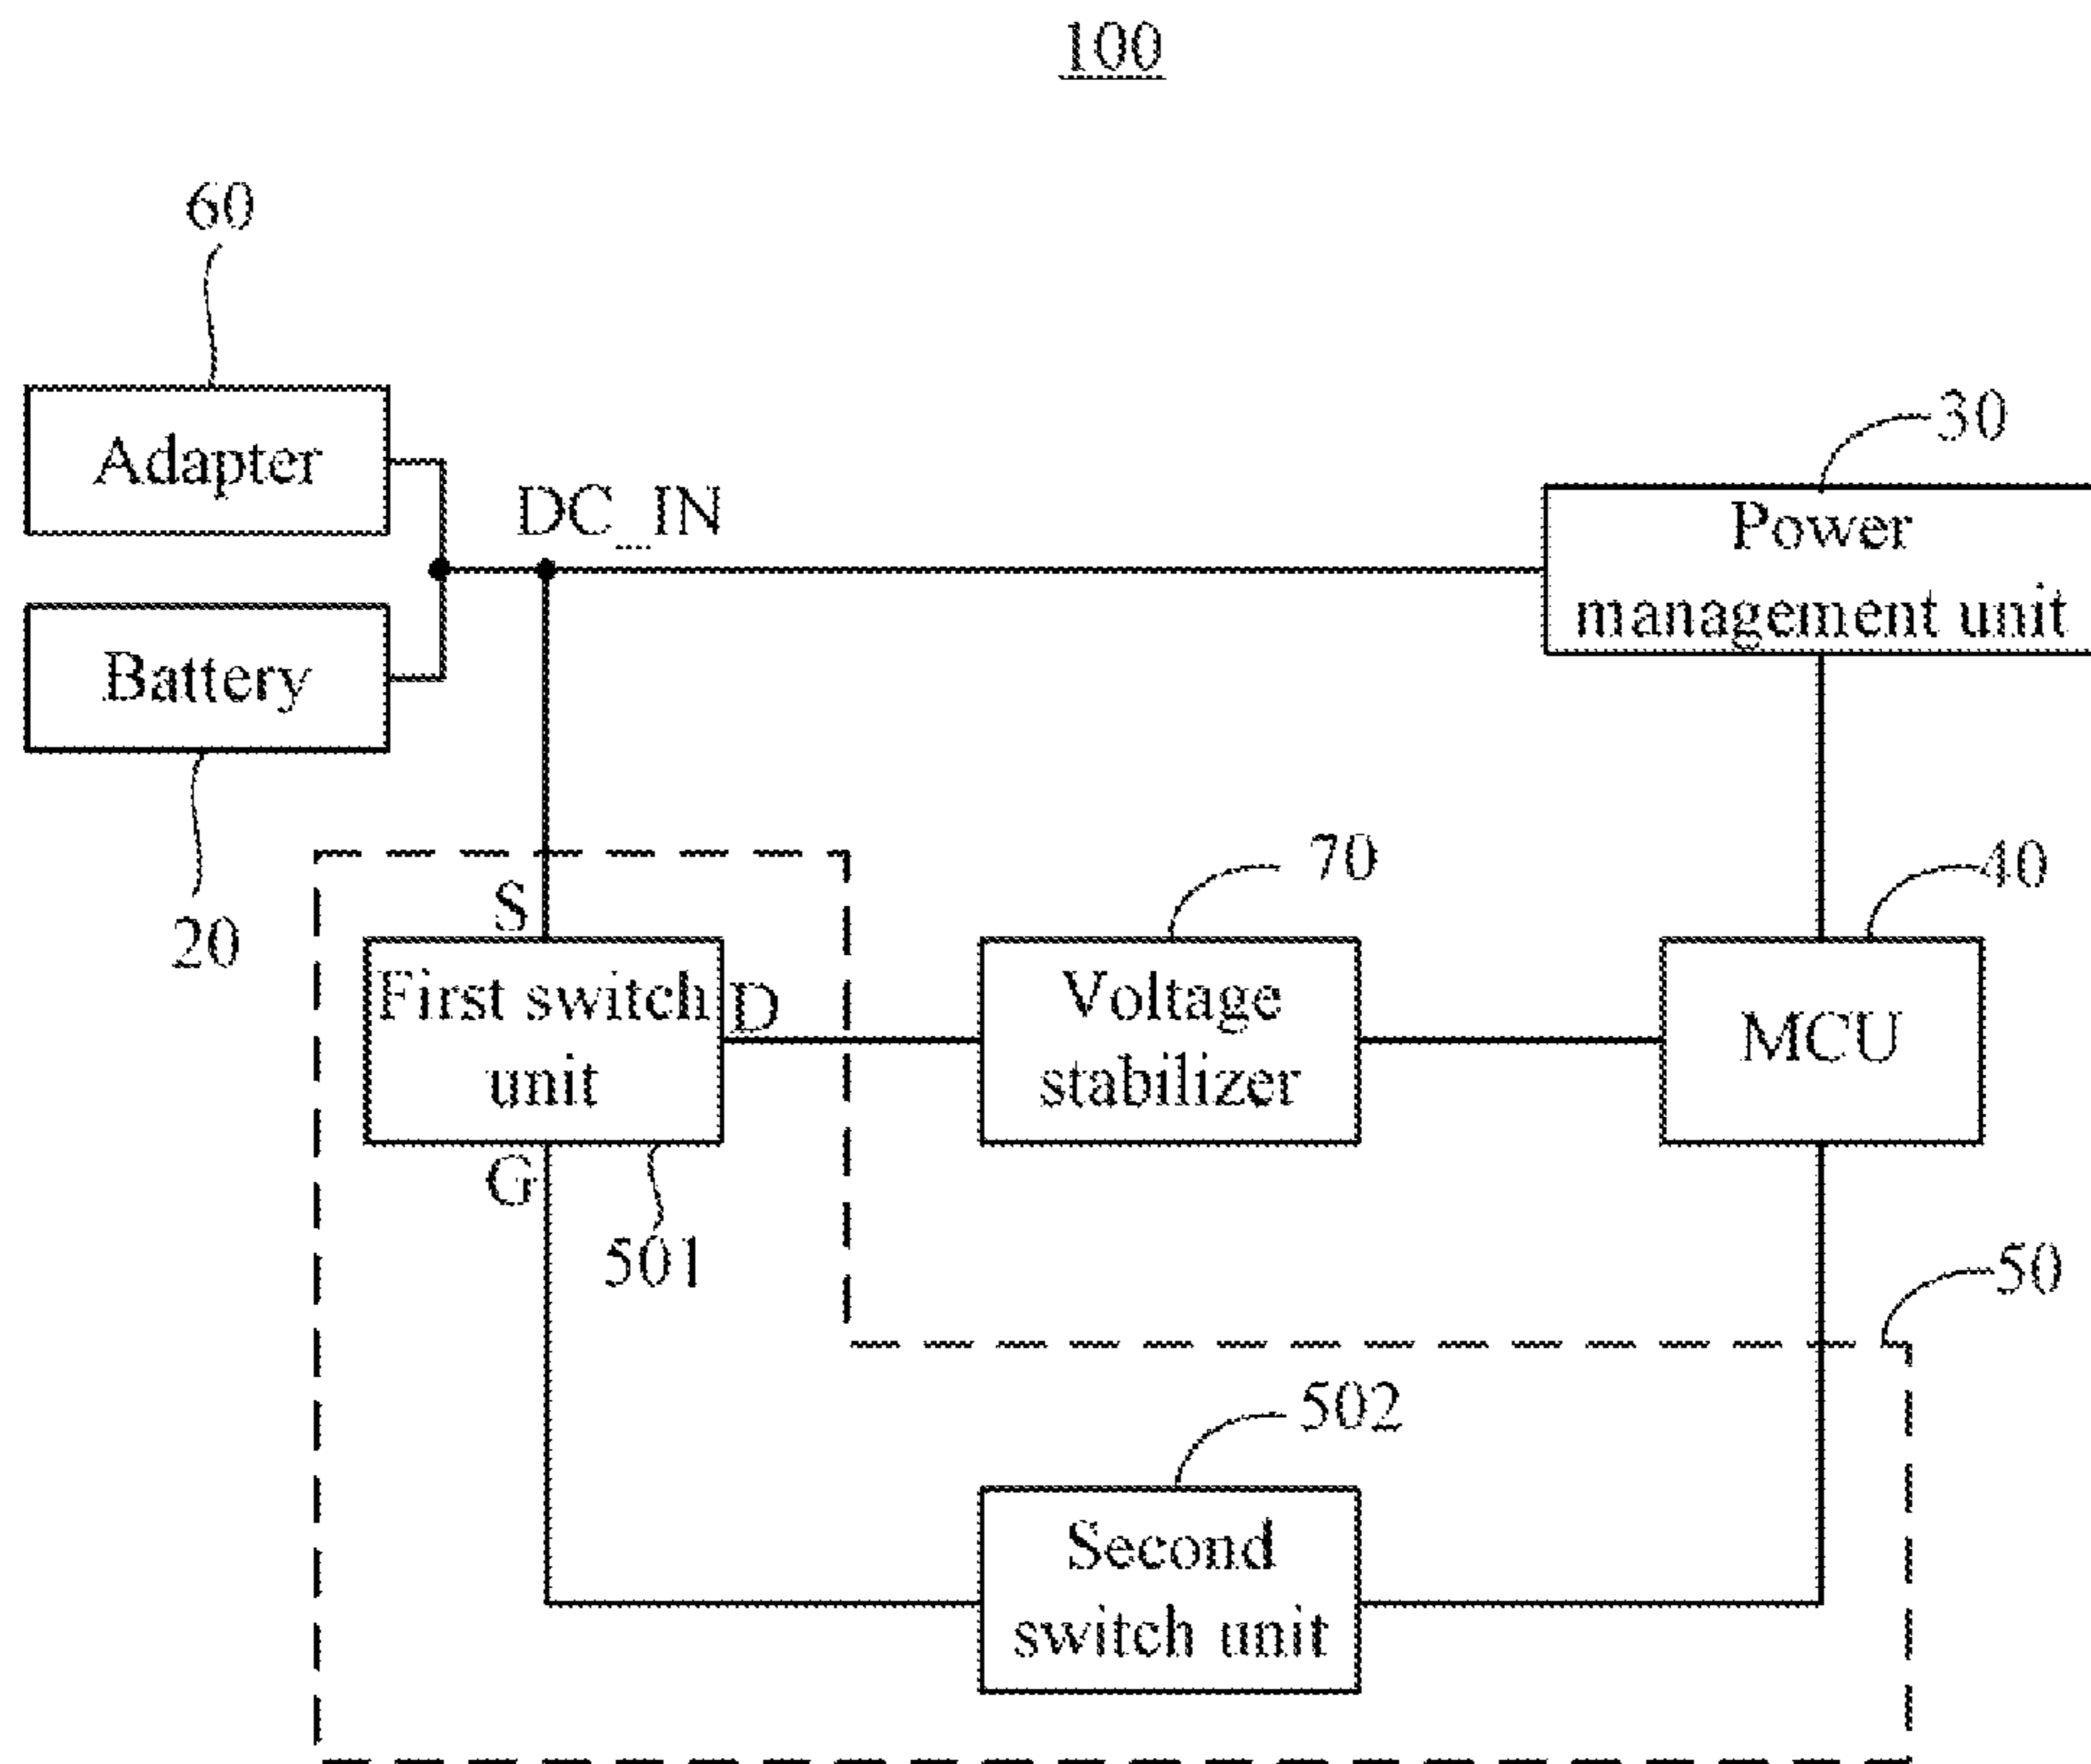 100
60
Adapter
DC_IN
30
Power
management unit
Battery
20
70
40
S
First switch
unit
D
Voltage
stabilizer
MCU
G
501
50
502
Second
switch unit